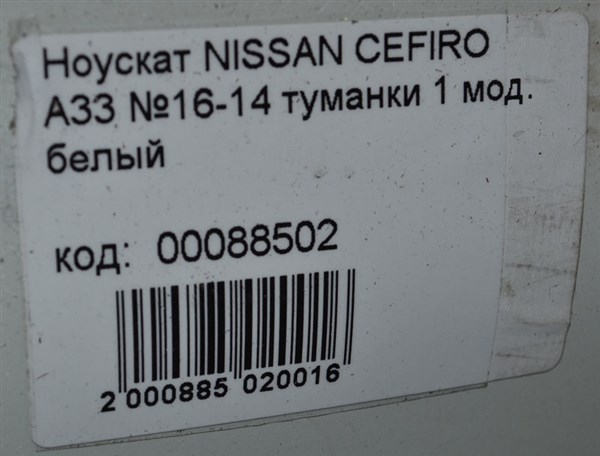 Ноускат NISSAN CEFIRO
A33 №16-14 туманки 1 мод.
белый
код: 00088502
2 000885 020016